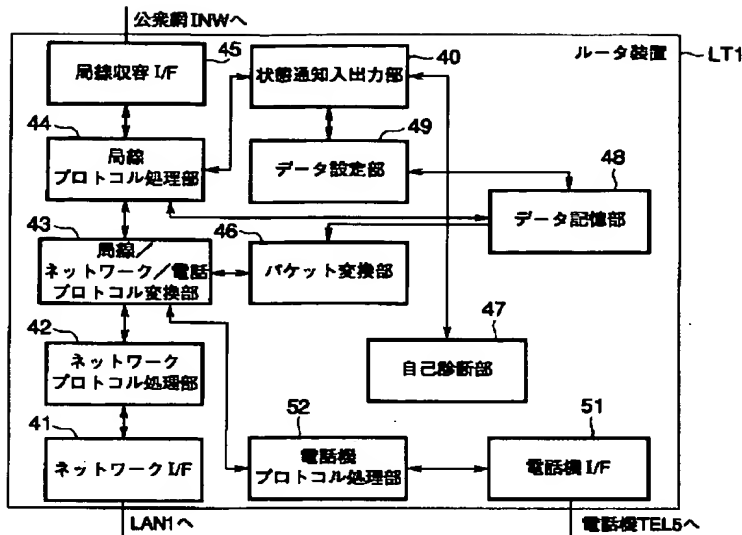 公衆網INWへ
45
局線収容 I/F
40
状態通知入出力部
ルータ装置
LT1
44
局線
プロトコル処理部
49
データ設定部
48
データ記憶部
43
局線/
ネットワーク/電話
プロトコル変換部
46
パケット変換部
42
ネットワーク
プロトコル処理部
47
自己診断部
41
ネットワーク I/F
52
電話機
プロトコル処理部
51
電話機 I/F
LAN1へ
電話機TEL5へ